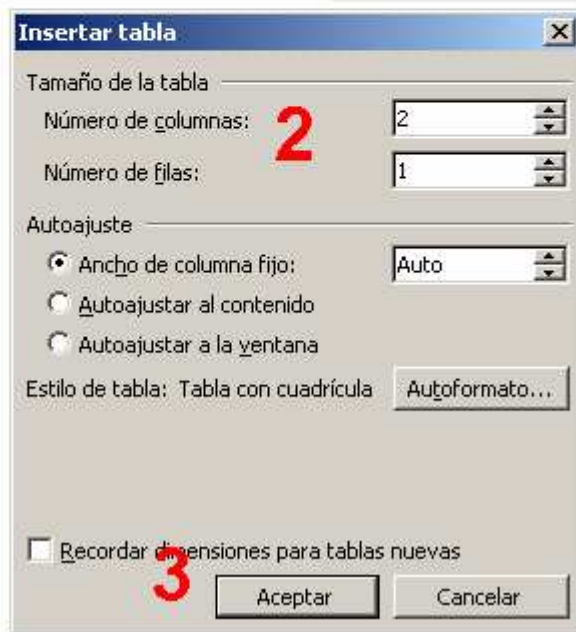 Insertar tabla
Tamaño de la tabla
Número de columnas: 2
2
Número de filas: 1
Autoajuste
Ancho de columna fijo: Auto
Autoajustar al contenido
Autoajustar a la ventana
Estilo de tabla: Tabla con cuadrícula Autoformato...
Recordar dimensiones para tablas nuevas
3
Aceptar Cancelar